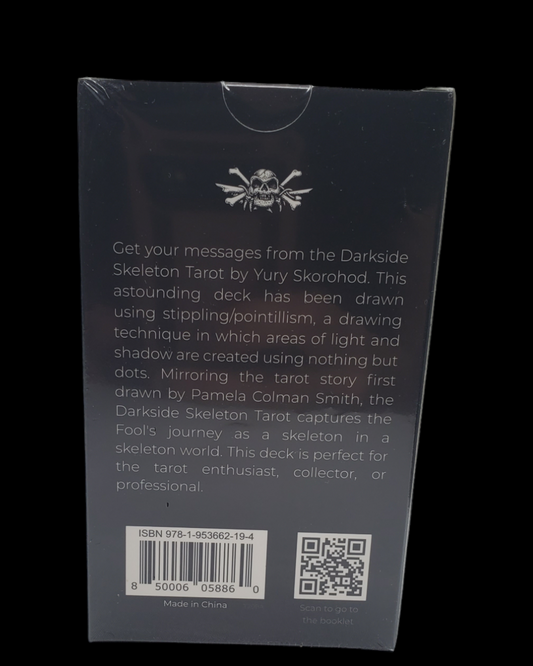 Get your messages from the Darkside
Skeleton Tarot by Yury Skorohod. This
astounding deck has been drawn
using stippling/pointillism, a drawing
technique in which areas of light and
shadow are created using nothing but
dots. Mirroring the tarot story first
drawn by Pamela Colman Smith, the
Darkside Skeleton Tarot captures the
Fool's journey as a skeleton in a
skeleton world. This deck is perfect for
the tarot enthusiast, collector, or
professional.
ISBN 978-1-953662-19-4
8 50006 05886 0
Made in China
Scan to go to
the booklet